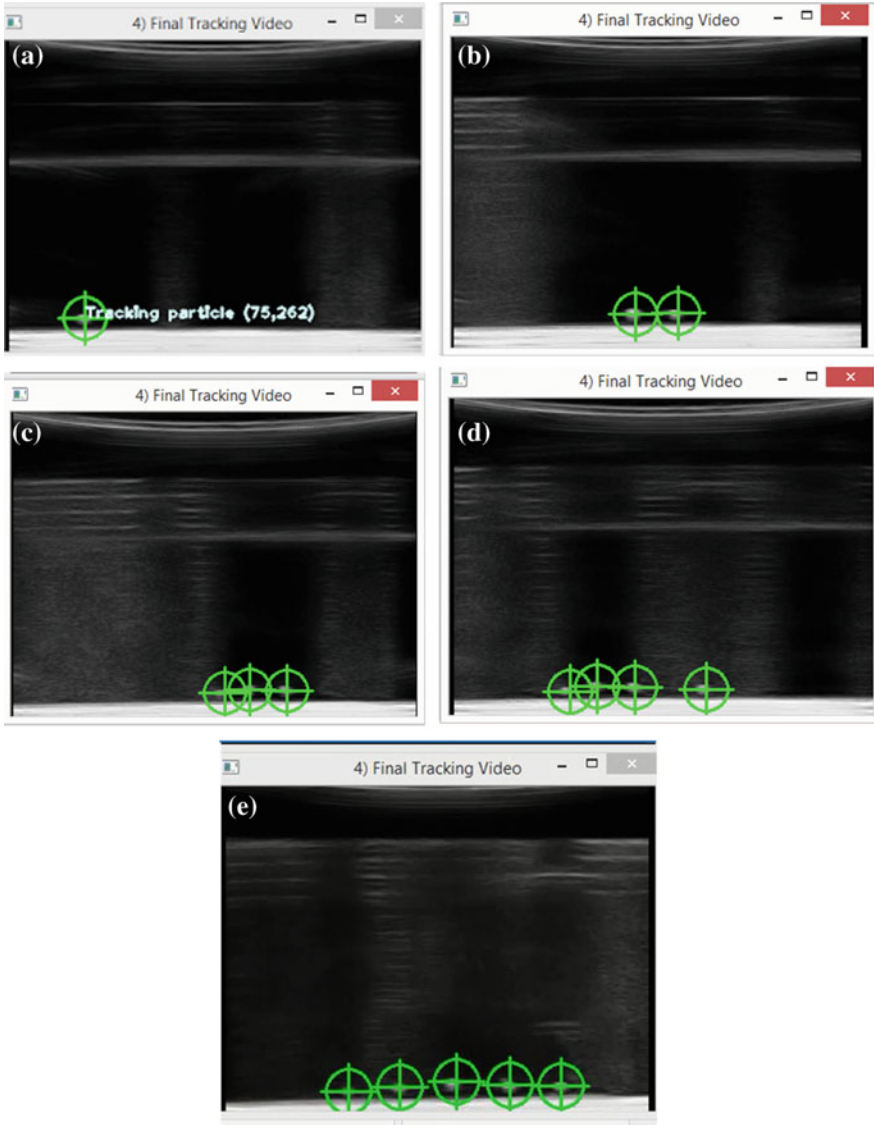 4) Final Tracking Video
(a)
Tracking particle (75,262)
4) Final Tracking Video
(b)
4) Final Tracking Video
(c)
4) Final Tracking Video
(d)
4) Final Tracking Video
(e)